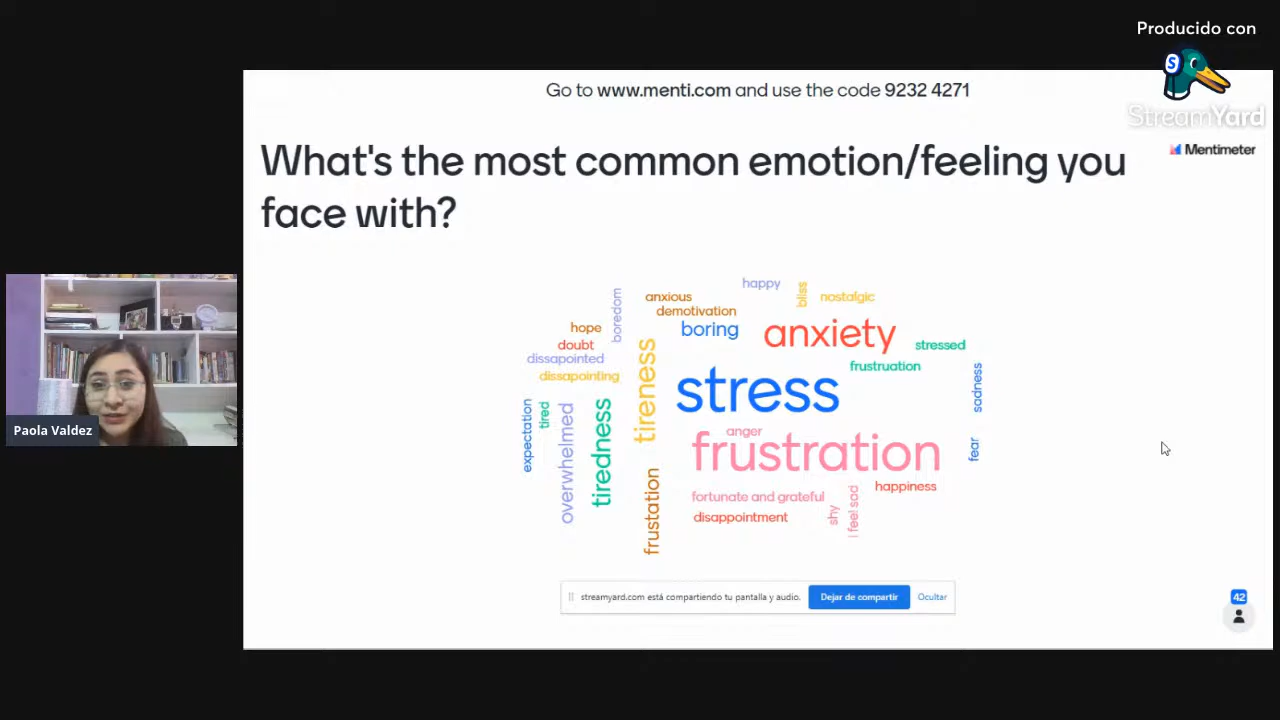 Producido con
StreamYard
Go to www.menti.com and use the code 9232 4271
Mentimeter
What's the most common emotion/feeling you
face with?
happy
bliss
nostalgic
anxious
boredom
demotivation
hope
boring
anxiety
doubt
stressed
dissapointed
frustruation
dissapointing
tireness
stress
sadness
expectation
tired
overwhelmed
tiredness
anger
frustration
fear
frustation
fortunate and grateful
happiness
disappointment
shy
i feel sad
Paola Valdez
streamyard.com está compartiendo tu pantalla y audio.
Dejar de compartir
Ocultar
42